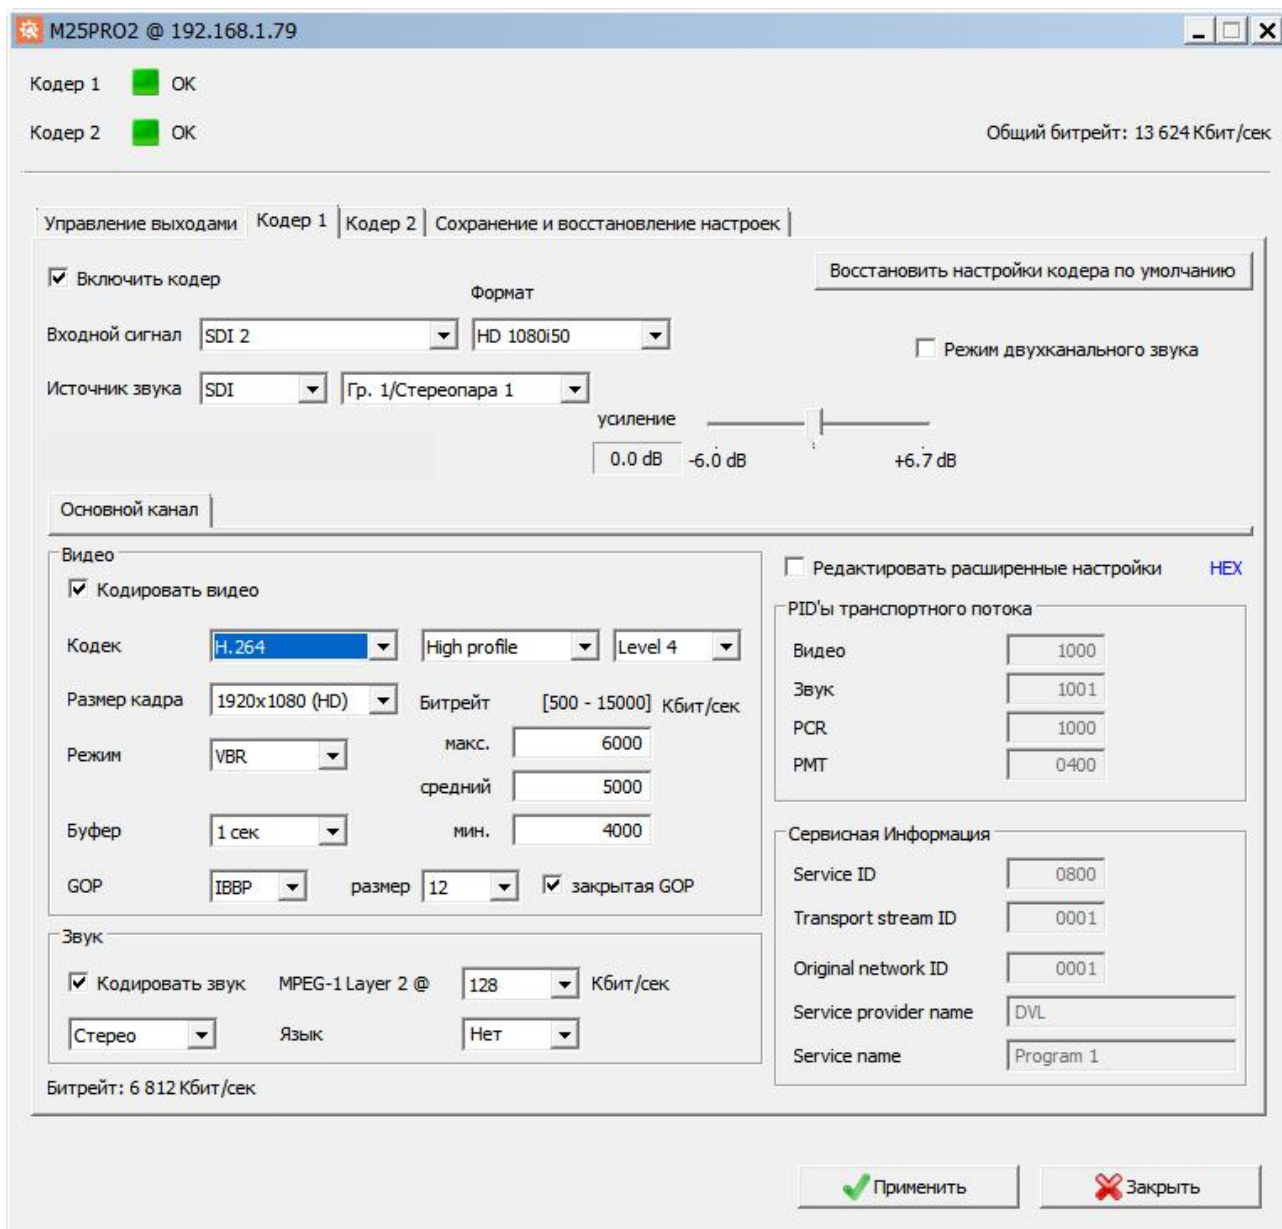 M25PRO2 @ 192.168.1.79
Кодер 1 OK
Кодер 2 OK Общий битрейт: 13 624 Кбит/сек
Управление выходами Кодер 1 Кодер 2 Сохранение и восстановление настроек
Включить кодер Восстановить настройки кодера по умолчанию
Формат
Входной сигнал SDI 2 HD 1080i50 Режим двухканального звука
Источник звука SDI Гр. 1/Стереопара 1
усиление
0.0 dB -6.0 dB +6.7 dB
Основной канал
Видео
Кодировать видео
Кодек H.264 High profile Level 4
Размер кадра 1920x1080 (HD) Битрейт [500 - 15000] Кбит/сек
Режим VBR макс. 6000
средний 5000
Буфер 1 сек мин. 4000
GOP IBBP размер 12 закрытая GOP
Звук
Кодировать звук MPEG-1 Layer 2 @ 128 Кбит/сек
Стерео Язык Нет
Битрейт: 6 812 Кбит/сек
Редактировать расширенные настройки HEX
PID'ы транспортного потока
Видео 1000
Звук 1001
PCR 1000
PMT 0400
Сервисная Информация
Service ID 0800
Transport stream ID 0001
Original network ID 0001
Service provider name DVL
Service name Program 1
Применить Закрыть